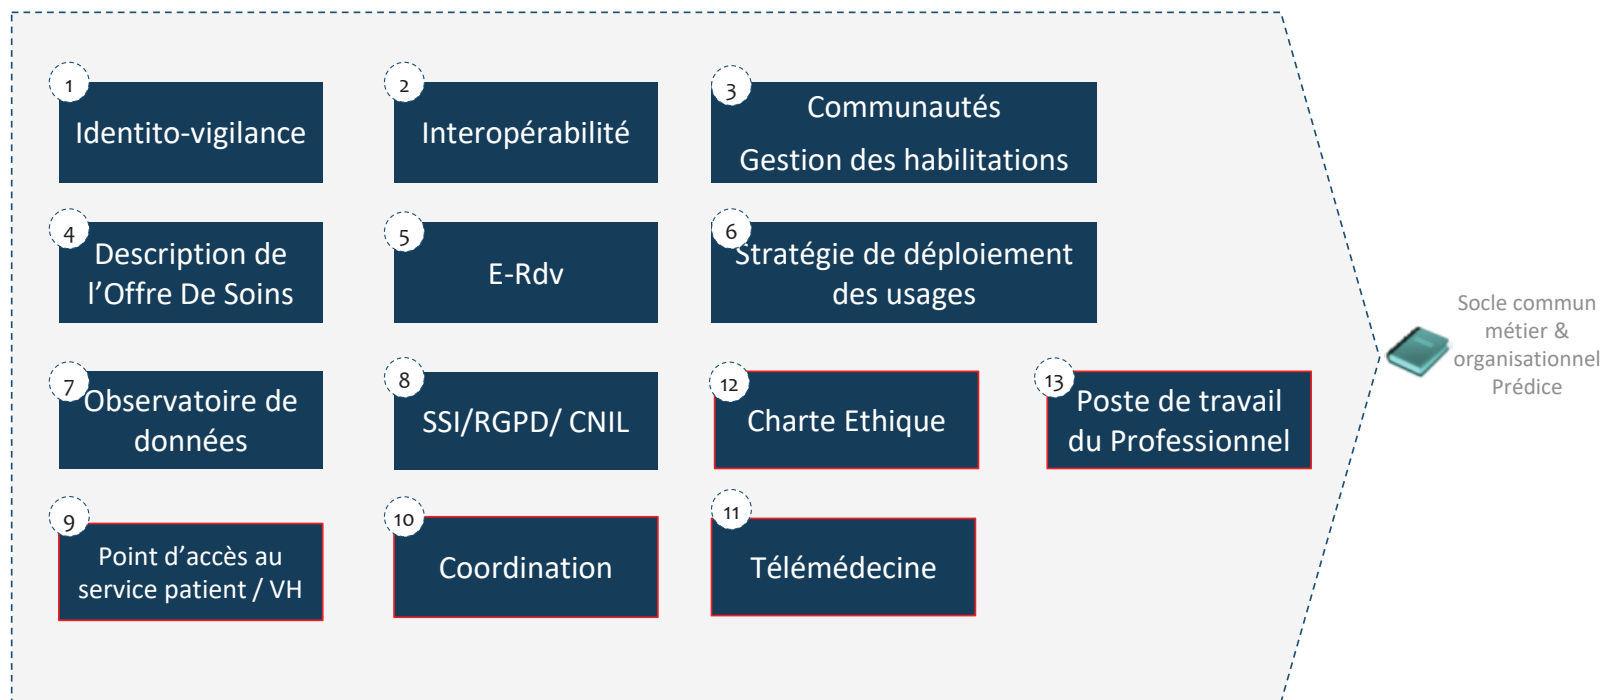 1
Identito-vigilance
2
Interopérabilité
3
Communautés
Gestion des habilitations
4
Description de
l’Offre De Soins
5
E-Rdv
6
Stratégie de déploiement
des usages
7
Observatoire de
données
8
SSI/RGPD/ CNIL
12
Charte Ethique
13
Poste de travail
du Professionnel
9
Point d’accès au
service patient / VH
10
Coordination
11
Télémédecine
Socle commun
métier &
organisationnel
Prédice